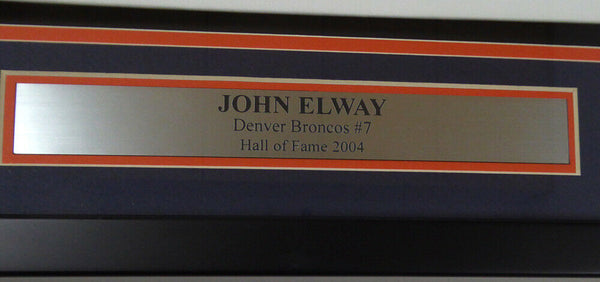 JOHN ELWAY
Denver Broncos #7
Hall of Fame 2004